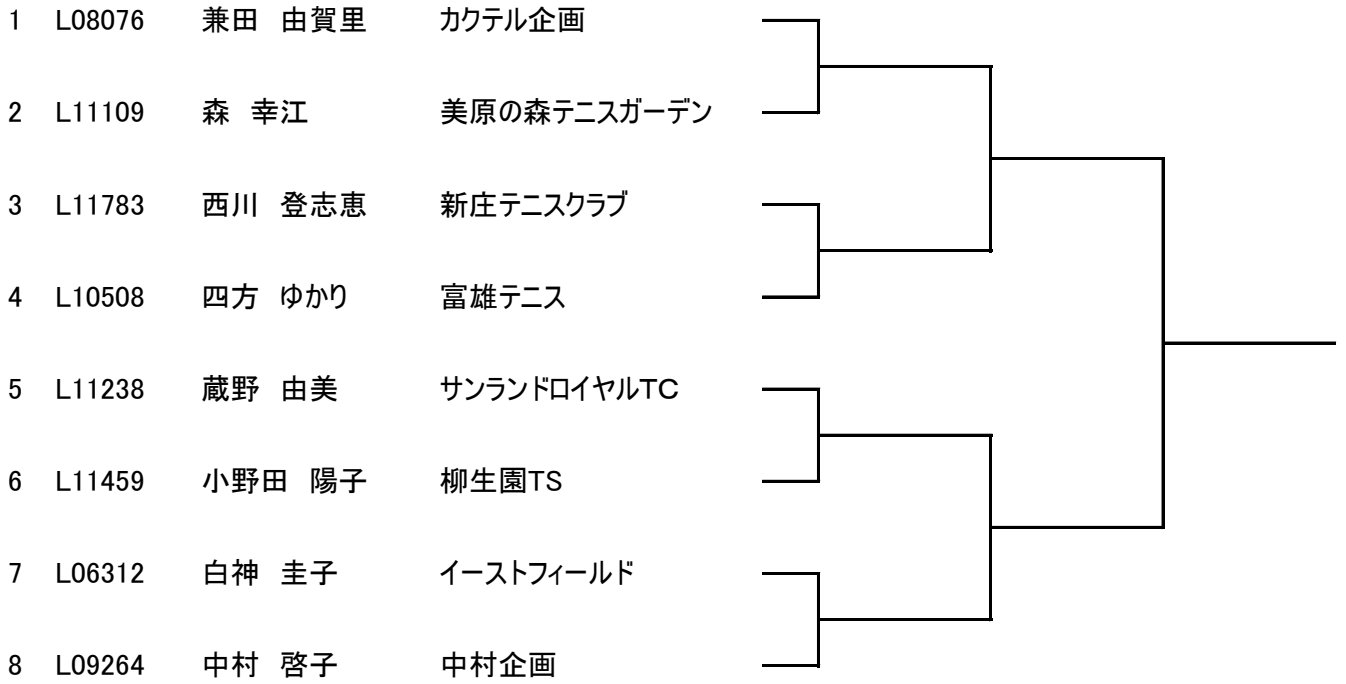 1 L08076 兼田 由賀里 カクテル企画
2 L11109 森 幸江 美原の森テニスガーデン
3 L11783 西川 登志恵 新庄テニスクラブ
4 L10508 四方 ゆかり 富雄テニス
5 L11238 蔵野 由美 サンランドロイヤルTC
6 L11459 小野田 陽子 柳生園TS
7 L06312 白神 圭子 イーストフィールド
8 L09264 中村 啓子 中村企画